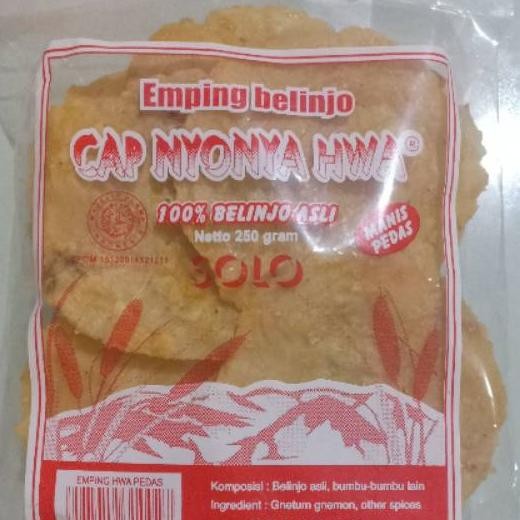 Emping belinjo
CAP NYONYA HWA®
100% BELINJO ASLI
Netto 250 gram
MANIS
PEDAS
SOLO
EMPING HWA PEDAS
Komposisi : Belinjo asli, bumbu-bumbu lain
Ingredient : Gnetum gnemon, other spices